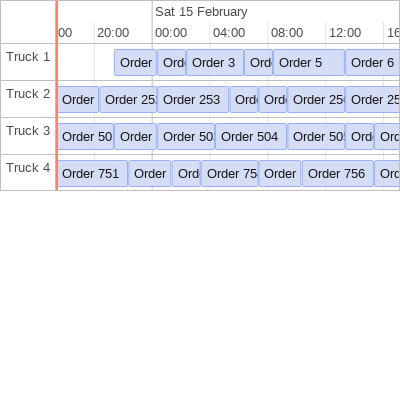 Sat 15 February
00 20:00 00:00 04:00 08:00 12:00 16
Truck 1 Order Ord Order 3 Ord Order 5 Order 6
Truck 2 Order Order 25 Order 253 Ord Ord Order 25 Order 25
Truck 3 Order 50 Order Order 50 Order 504 Order 50 Ord Ord
Truck 4 Order 751 Order Ord Order 75 Order Order 756 Ord